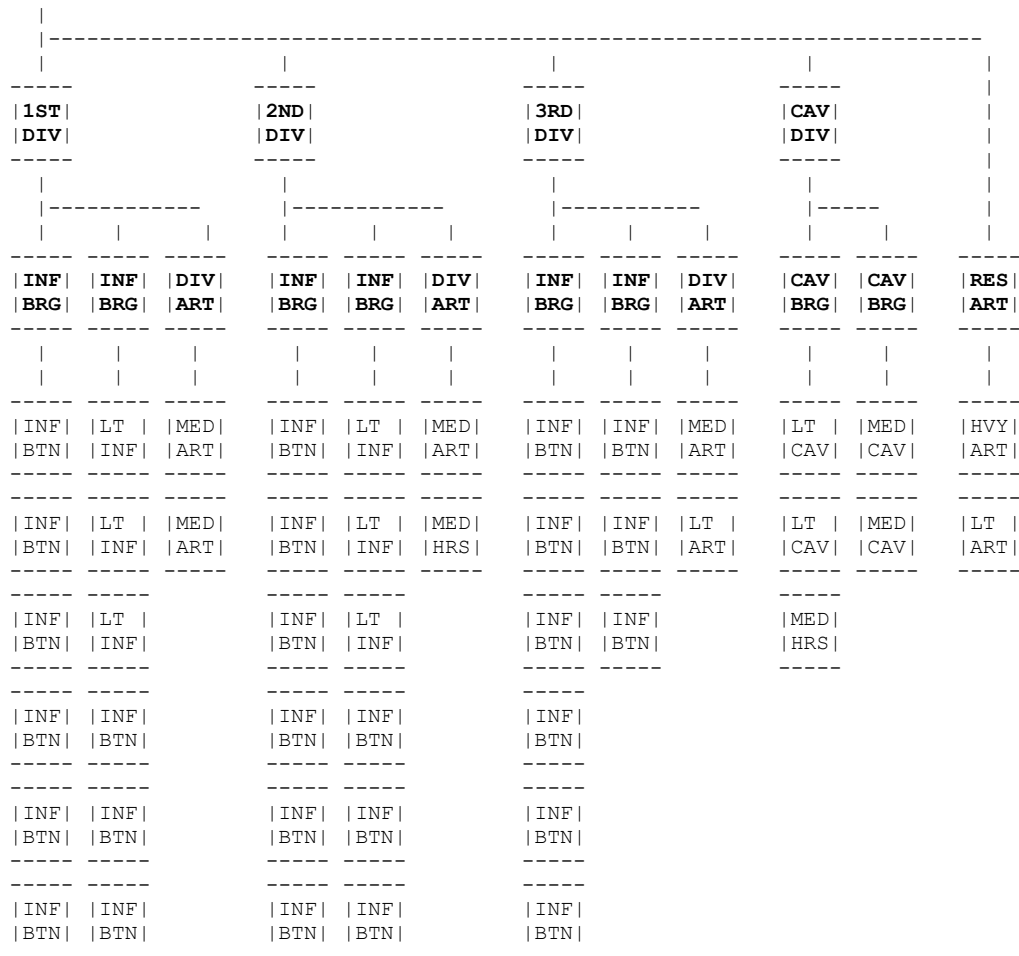 |1ST| |2ND| |3RD| |CAV|
|DIV| |DIV| |DIV| |DIV|
|INF| |INF| |DIV| |INF| |INF| |DIV| |INF| |INF| |DIV| |CAV| |CAV| |RES|
|BRG| |BRG| |ART| |BRG| |BRG| |ART| |BRG| |BRG| |ART| |BRG| |BRG| |ART|
|INF| |LT | |MED| |INF| |LT | |MED| |INF| |INF| |MED| |LT | |MED| |HVY|
|BTN| |INF| |ART| |BTN| |INF| |ART| |BTN| |BTN| |ART| |CAV| |CAV| |ART|
|INF| |LT | |MED| |INF| |LT | |MED| |INF| |INF| |LT | |LT | |MED| |LT |
|BTN| |INF| |ART| |BTN| |INF| |HRS| |BTN| |BTN| |ART| |CAV| |CAV| |ART|
|INF| |LT | |INF| |LT | |INF| |INF| |MED|
|BTN| |INF| |BTN| |INF| |BTN| |BTN| |HRS|
|INF| |INF| |INF| |INF| |INF|
|BTN| |BTN| |BTN| |BTN| |BTN|
|INF| |INF| |INF| |INF| |INF|
|BTN| |BTN| |BTN| |BTN| |BTN|
|INF| |INF| |INF| |INF| |INF|
|BTN| |BTN| |BTN| |BTN| |BTN|